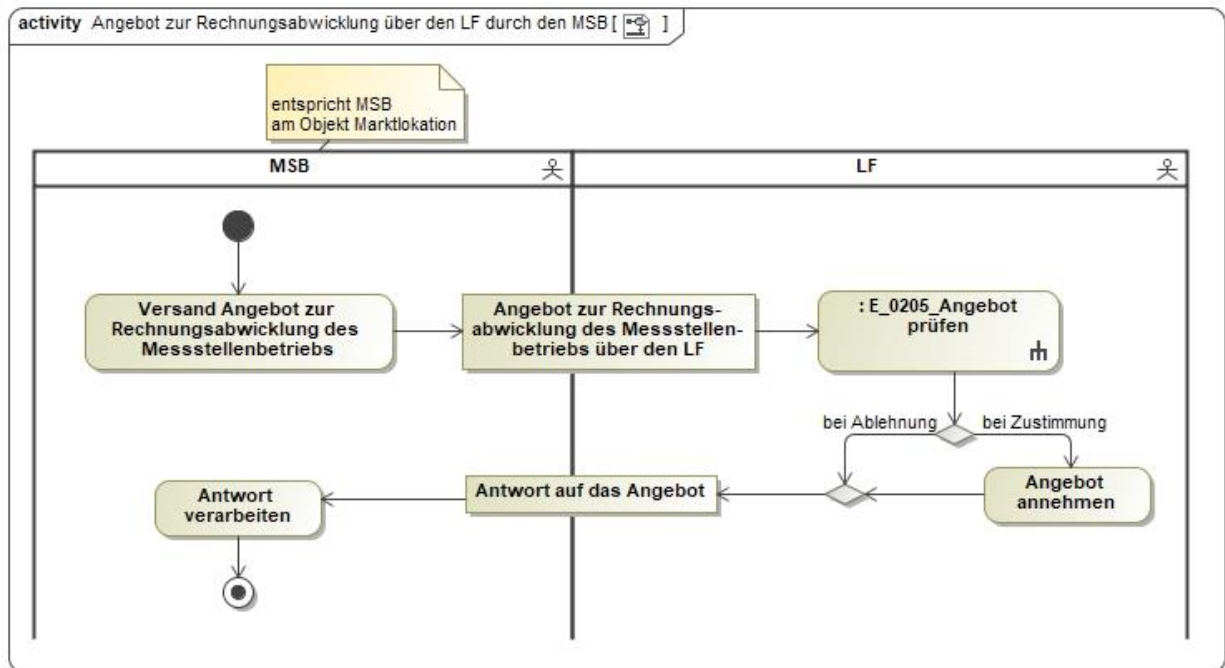 activity Angebot zur Rechnungsabwicklung über den LF durch den MSB [ ]
entspricht MSB
am Objekt Marktlokation
MSB
LF
Versand Angebot zur
Rechnungsabwicklung des
Messstellenbetriebs
Angebot zur Rechnungs-
abwicklung des Messstellen-
betriebs über den LF
: E_0205_Angebot
prüfen
bei Ablehnung
bei Zustimmung
Antwort
verarbeiten
Antwort auf das Angebot
Angebot
annehmen